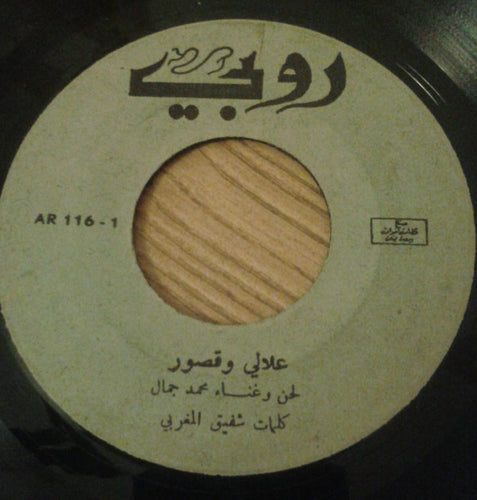 روبي
AR 116-1
علالي وقصور
لحن وغناء محمد جمال
كلمات شفيق المغربي